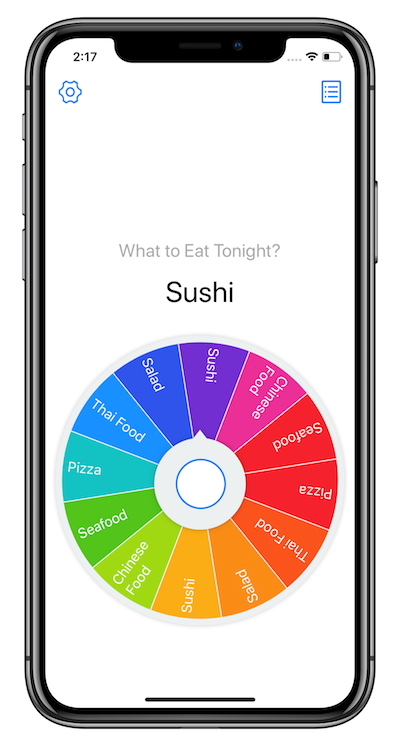 2:17
What to Eat Tonight?
Sushi
Sushi
Chinese
Food
Seafood
Pizza
Thai Food
Salad
Sushi
Chinese
Food
Seafood
Pizza
Thai Food
Salad